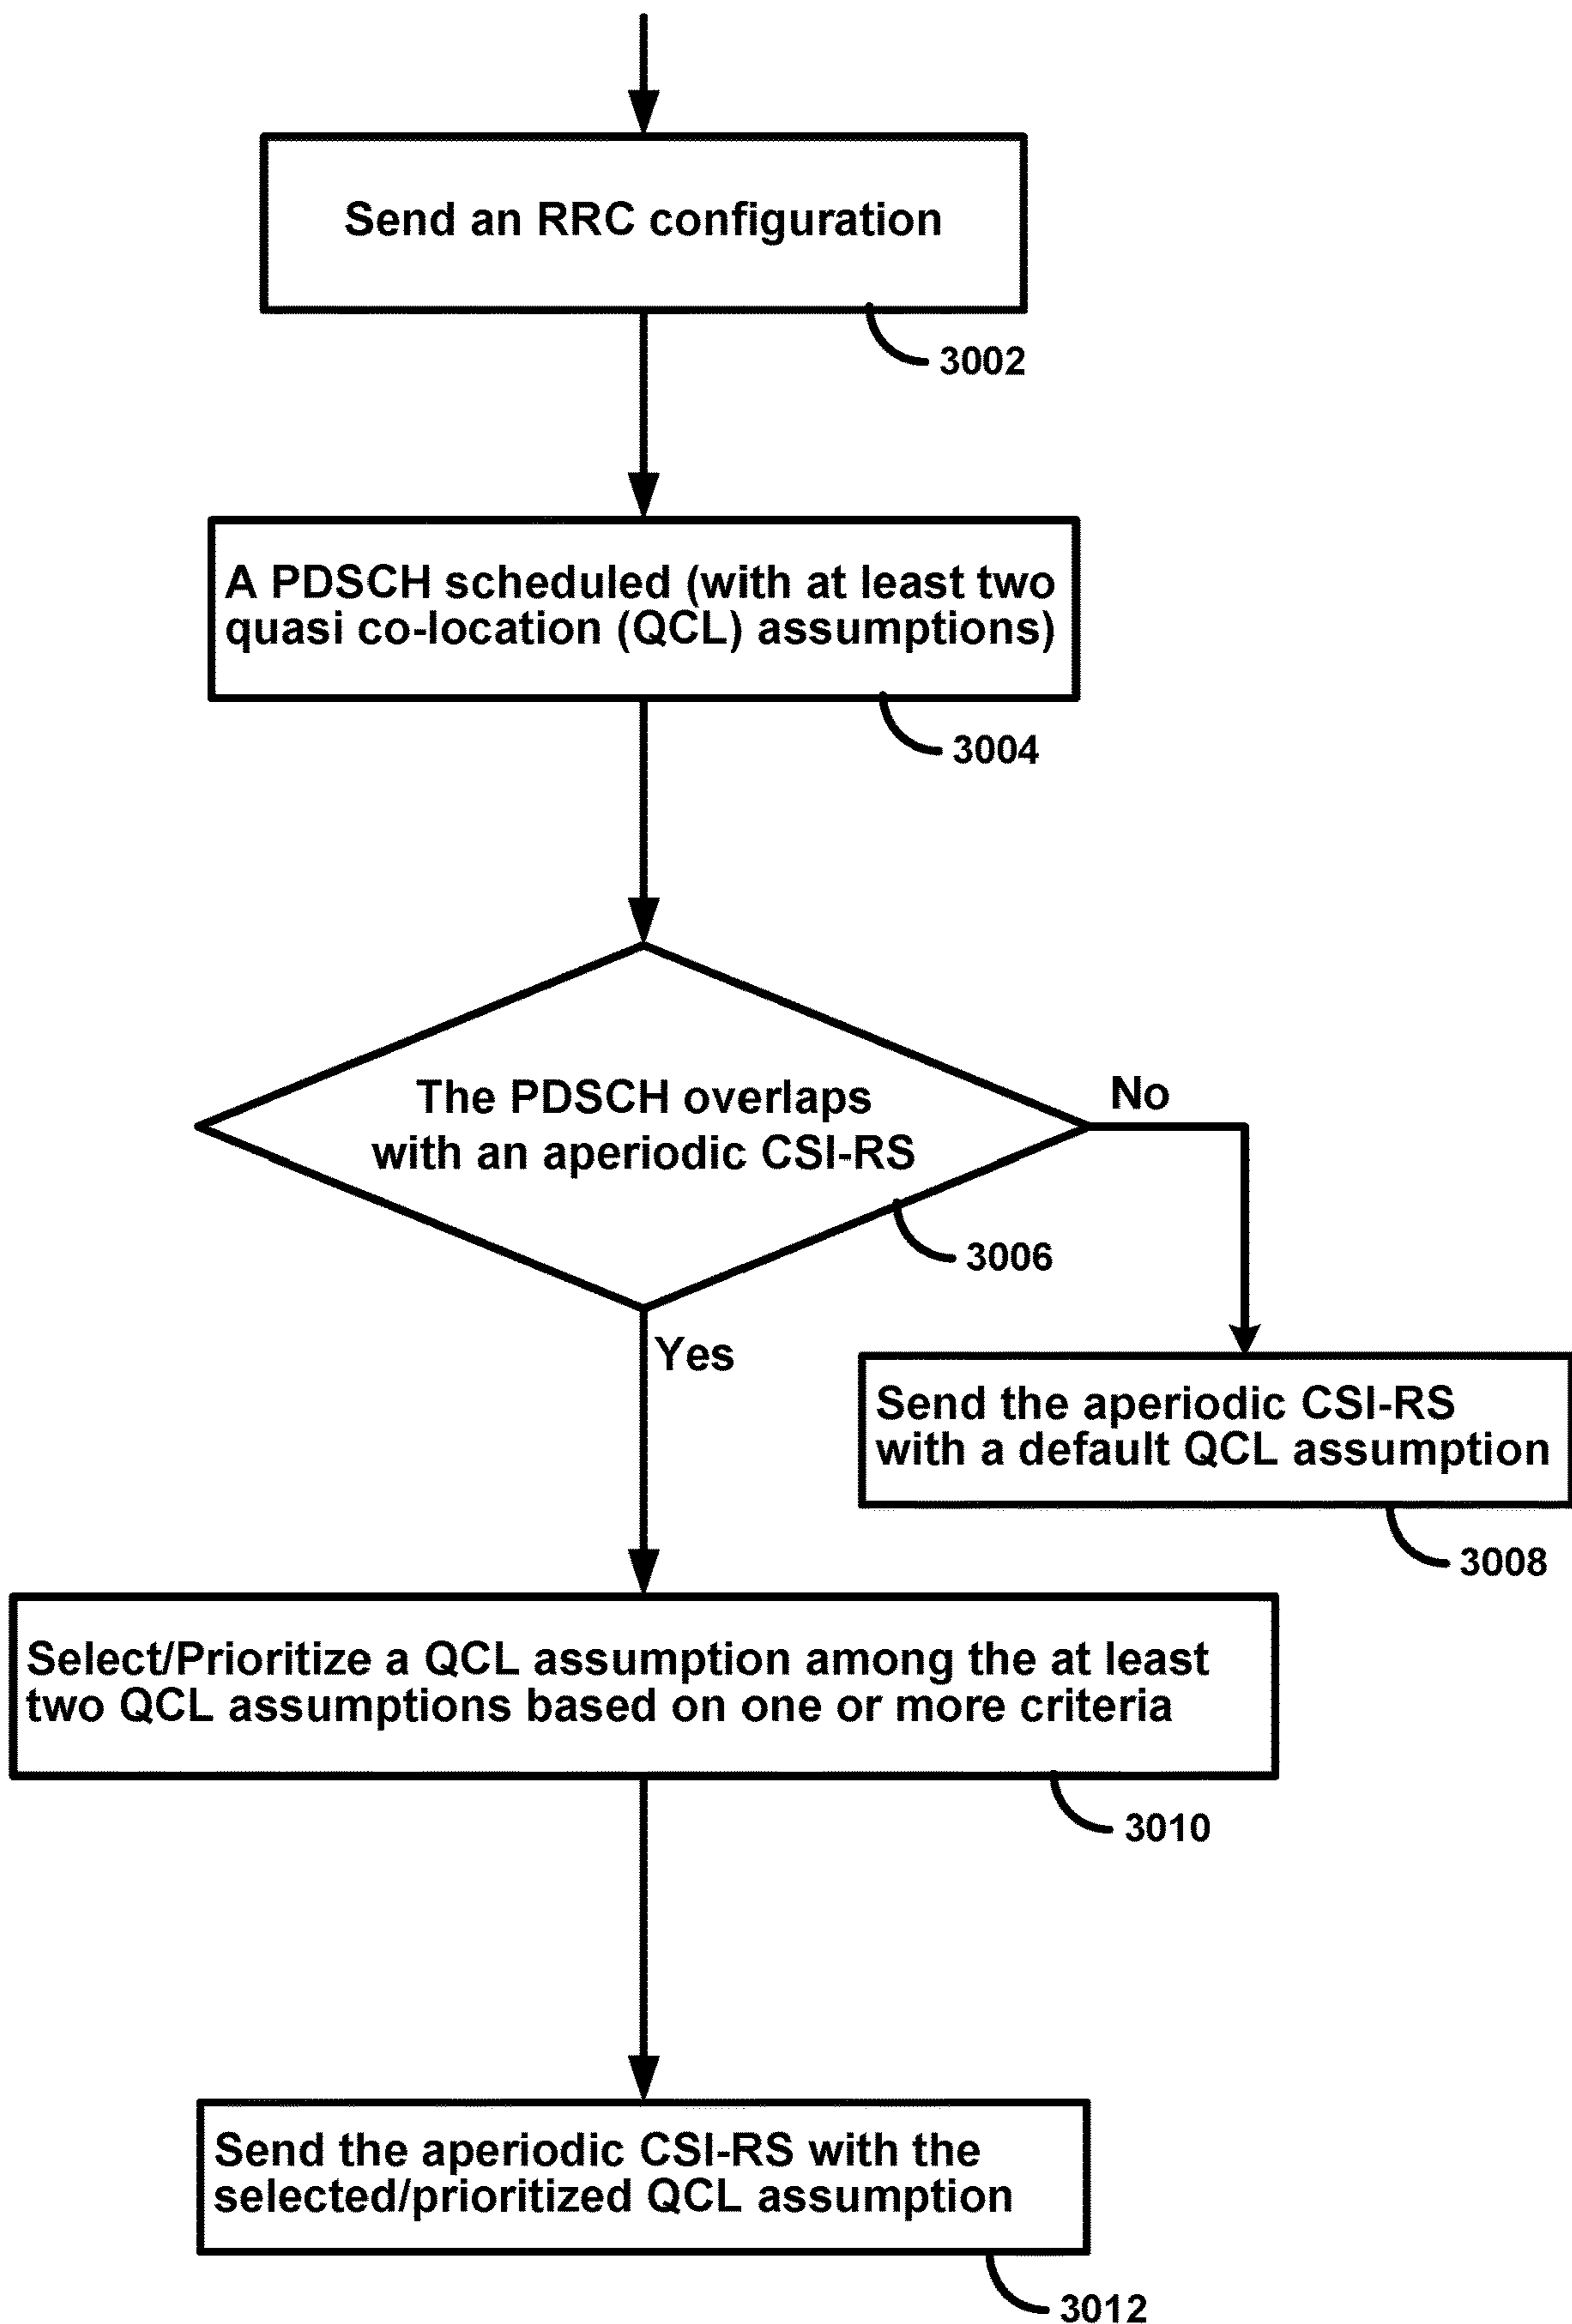 Send an RRC configuration
3002
A PDSCH scheduled (with at least two
quasi co-location (QCL) assumptions)
3004
The PDSCH overlaps
with an aperiodic CSI-RS
No
3006
Yes
Send the aperiodic CSI-RS
with a default QCL assumption
3008
Select/Prioritize a QCL assumption among the at least
two QCL assumptions based on one or more criteria
3010
Send the aperiodic CSI-RS with the
selected/prioritized QCL assumption
3012